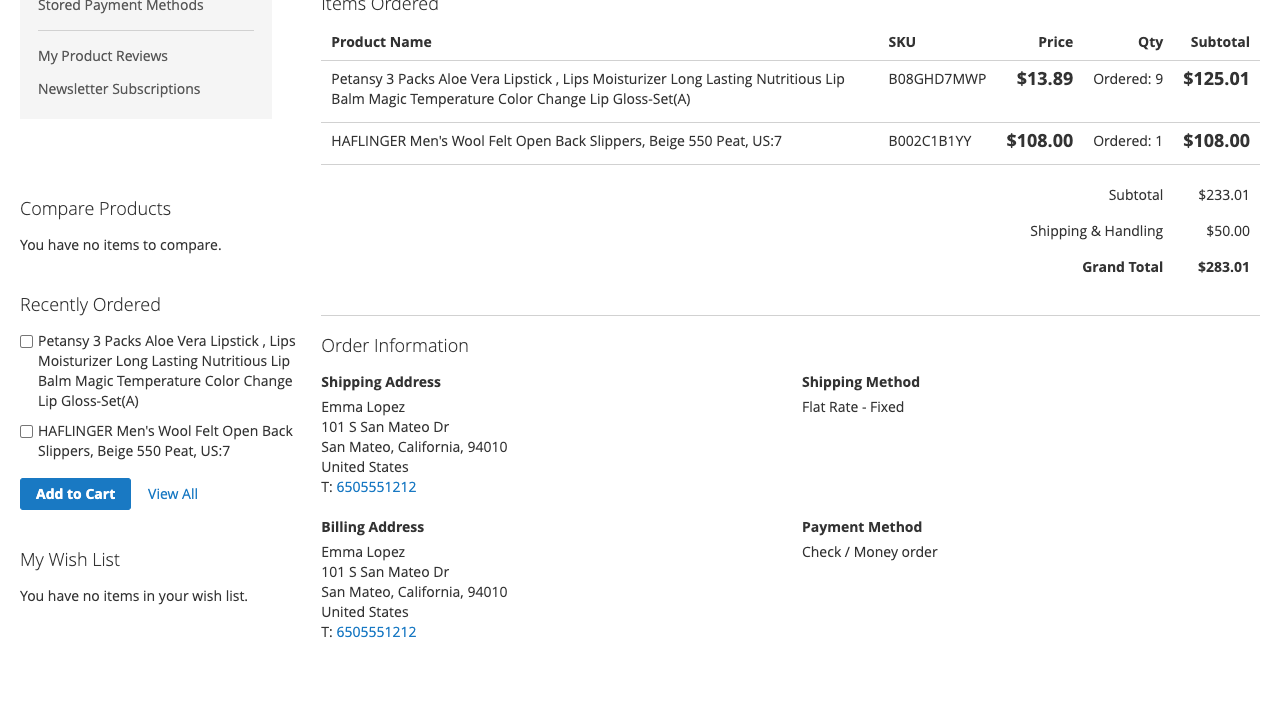 Stored Payment Methods
My Product Reviews
Newsletter Subscriptions
Compare Products
You have no items to compare.
Recently Ordered
Petansy 3 Packs Aloe Vera Lipstick , Lips
Moisturizer Long Lasting Nutritious Lip
Balm Magic Temperature Color Change
Lip Gloss-Set(A)
HAFLINGER Men's Wool Felt Open Back
Slippers, Beige 550 Peat, US:7
Add to Cart View All
My Wish List
You have no items in your wish list.
Items Ordered
Product Name SKU Price Qty Subtotal
Petansy 3 Packs Aloe Vera Lipstick , Lips Moisturizer Long Lasting Nutritious Lip B08GHD7MWP $13.89 Ordered: 9 $125.01
Balm Magic Temperature Color Change Lip Gloss-Set(A)
HAFLINGER Men's Wool Felt Open Back Slippers, Beige 550 Peat, US:7 B002C1B1YY $108.00 Ordered: 1 $108.00
Subtotal $233.01
Shipping & Handling $50.00
Grand Total $283.01
Order Information
Shipping Address
Emma Lopez
101 S San Mateo Dr
San Mateo, California, 94010
United States
T: 6505551212
Shipping Method
Flat Rate - Fixed
Billing Address
Emma Lopez
101 S San Mateo Dr
San Mateo, California, 94010
United States
T: 6505551212
Payment Method
Check / Money order